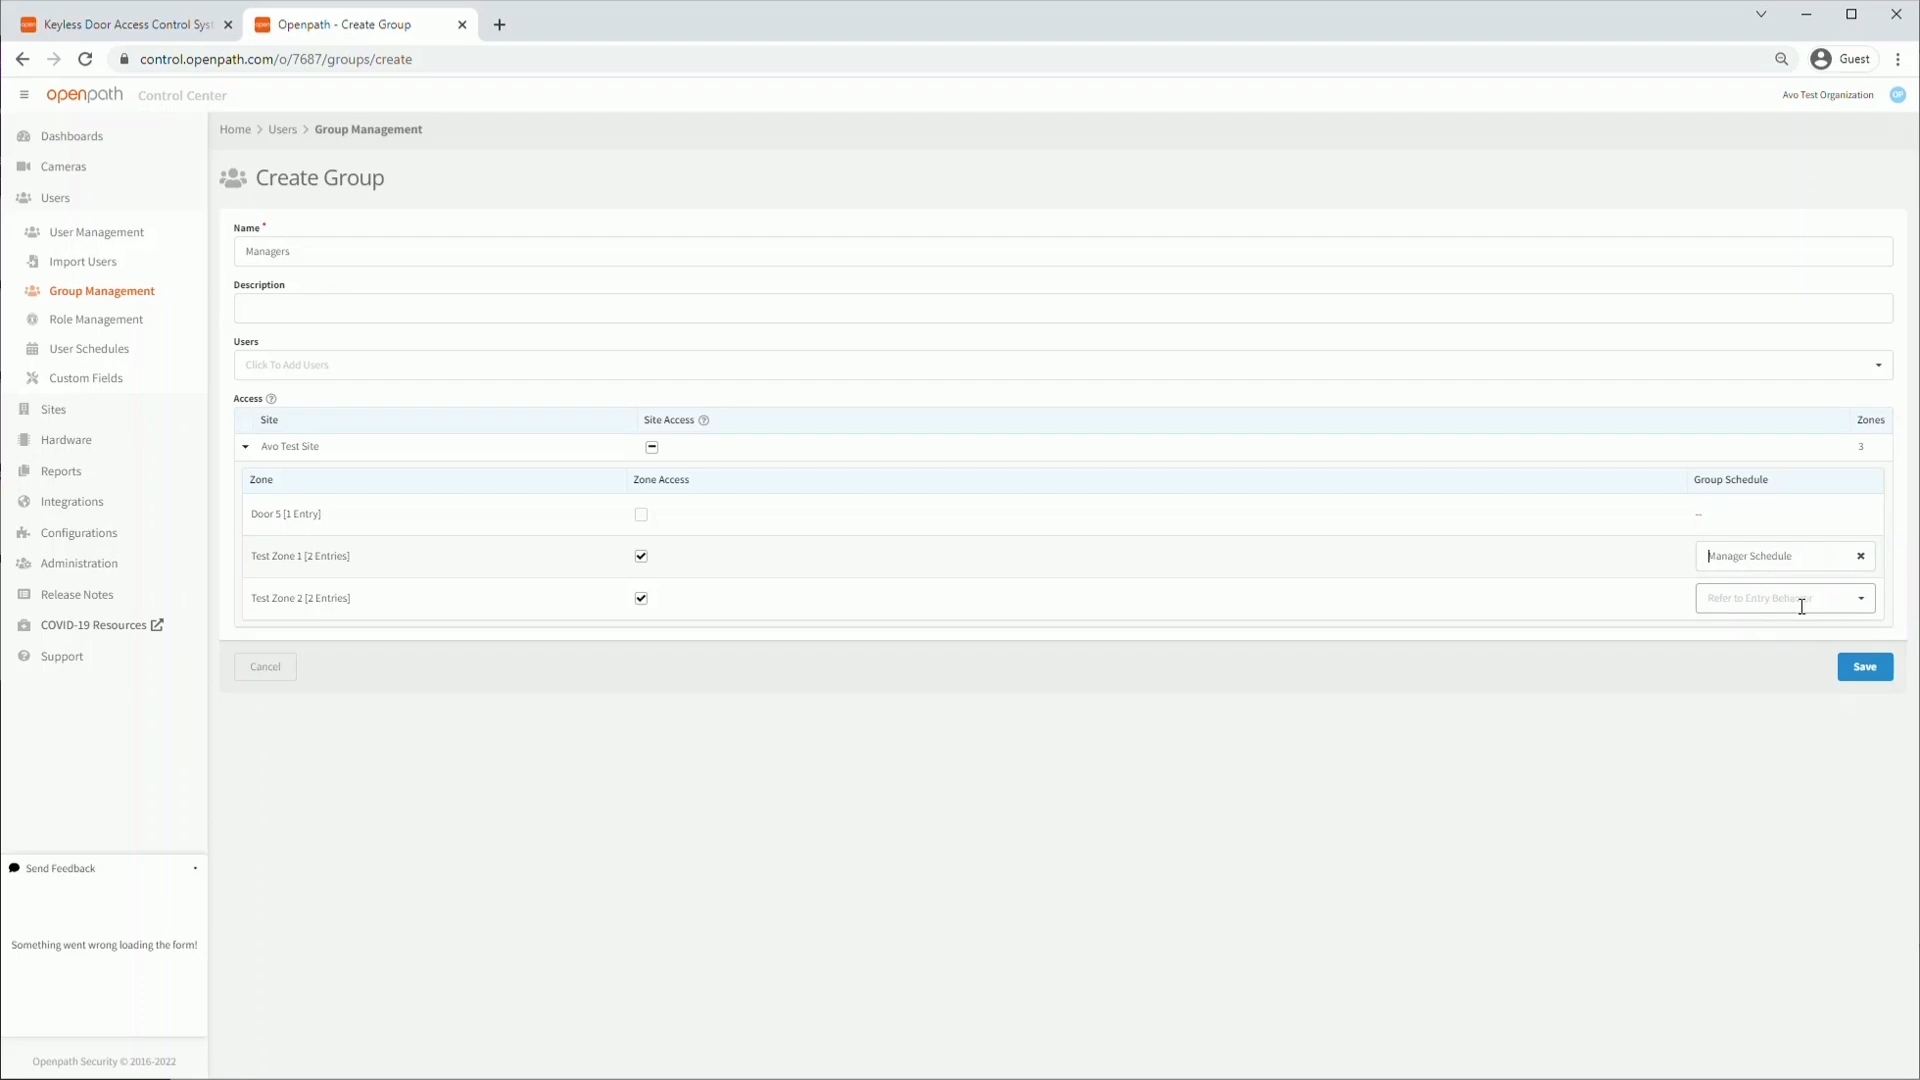 Keyless Door Access Control Sys
Openpath - Create Group
control.openpath.com/o/7687/groups/create
Guest
openpath Control Center
Avo Test Organization
OP
Dashboards
Cameras
Users
User Management
Import Users
Group Management
Role Management
User Schedules
Custom Fields
Sites
Hardware
Reports
Integrations
Configurations
Administration
Release Notes
COVID-19 Resources
Support
Send Feedback
Something went wrong loading the form!
Openpath Security © 2016-2022
Home > Users > Group Management
Create Group
Name *
Managers
Description
Users
Click To Add Users
Access
Site Site Access Zones
Avo Test Site 3
Zone Zone Access Group Schedule
Door 5 [1 Entry] --
Test Zone 1 [2 Entries] Manager Schedule
Test Zone 2 [2 Entries] Refer to Entry Behavior
Cancel Save